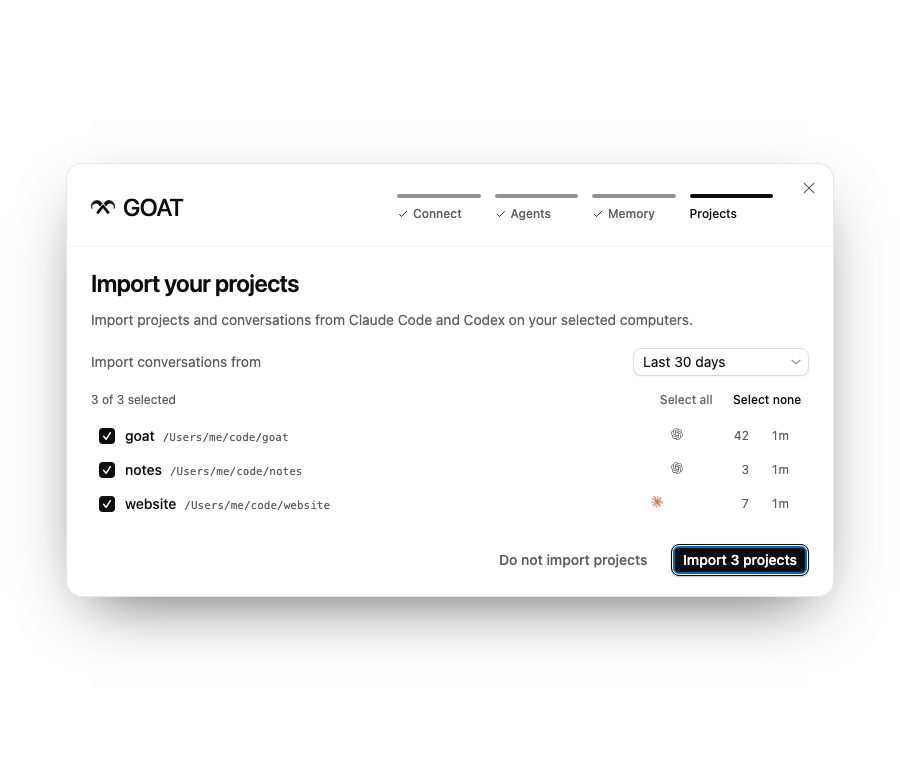 GOAT
Connect
Agents
Memory
Projects
Import your projects
Import projects and conversations from Claude Code and Codex on your selected computers.
Import conversations from
Last 30 days
3 of 3 selected
Select all
Select none
goat /Users/me/code/goat 42 1m
notes /Users/me/code/notes 3 1m
website /Users/me/code/website 7 1m
Do not import projects
Import 3 projects